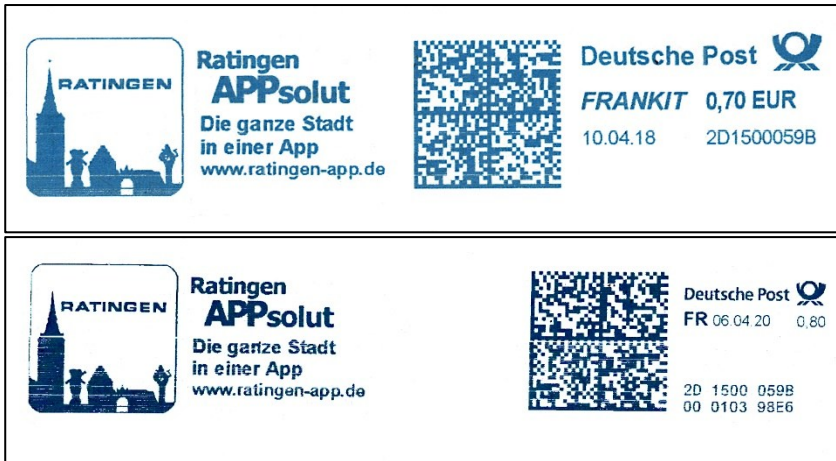 RATINGEN
Ratingen
APPsolut
Die ganze Stadt
in einer App
www.ratingen-app.de
Deutsche Post
FRANKIT 0,70 EUR
10.04.18 2D1500059B
RATINGEN
Ratingen
APPsolut
Die ganze Stadt
in einer App
www.ratingen-app.de
Deutsche Post
FR 06.04.20 0,80
2D 1500 059B
00 0103 98E6